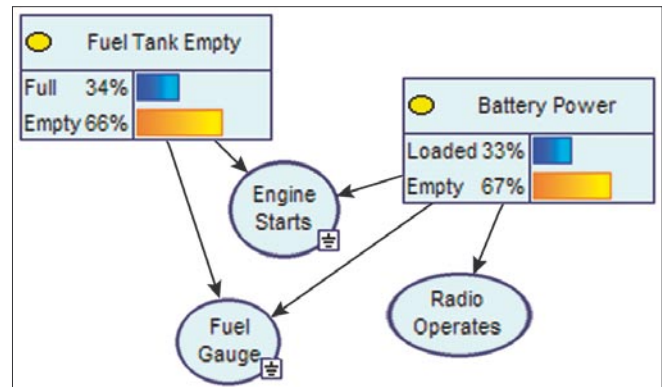 Fuel Tank Empty
Full 34%
Empty 66%
Battery Power
Loaded 33%
Empty 67%
Engine
Starts
Fuel
Gauge
Radio
Operates